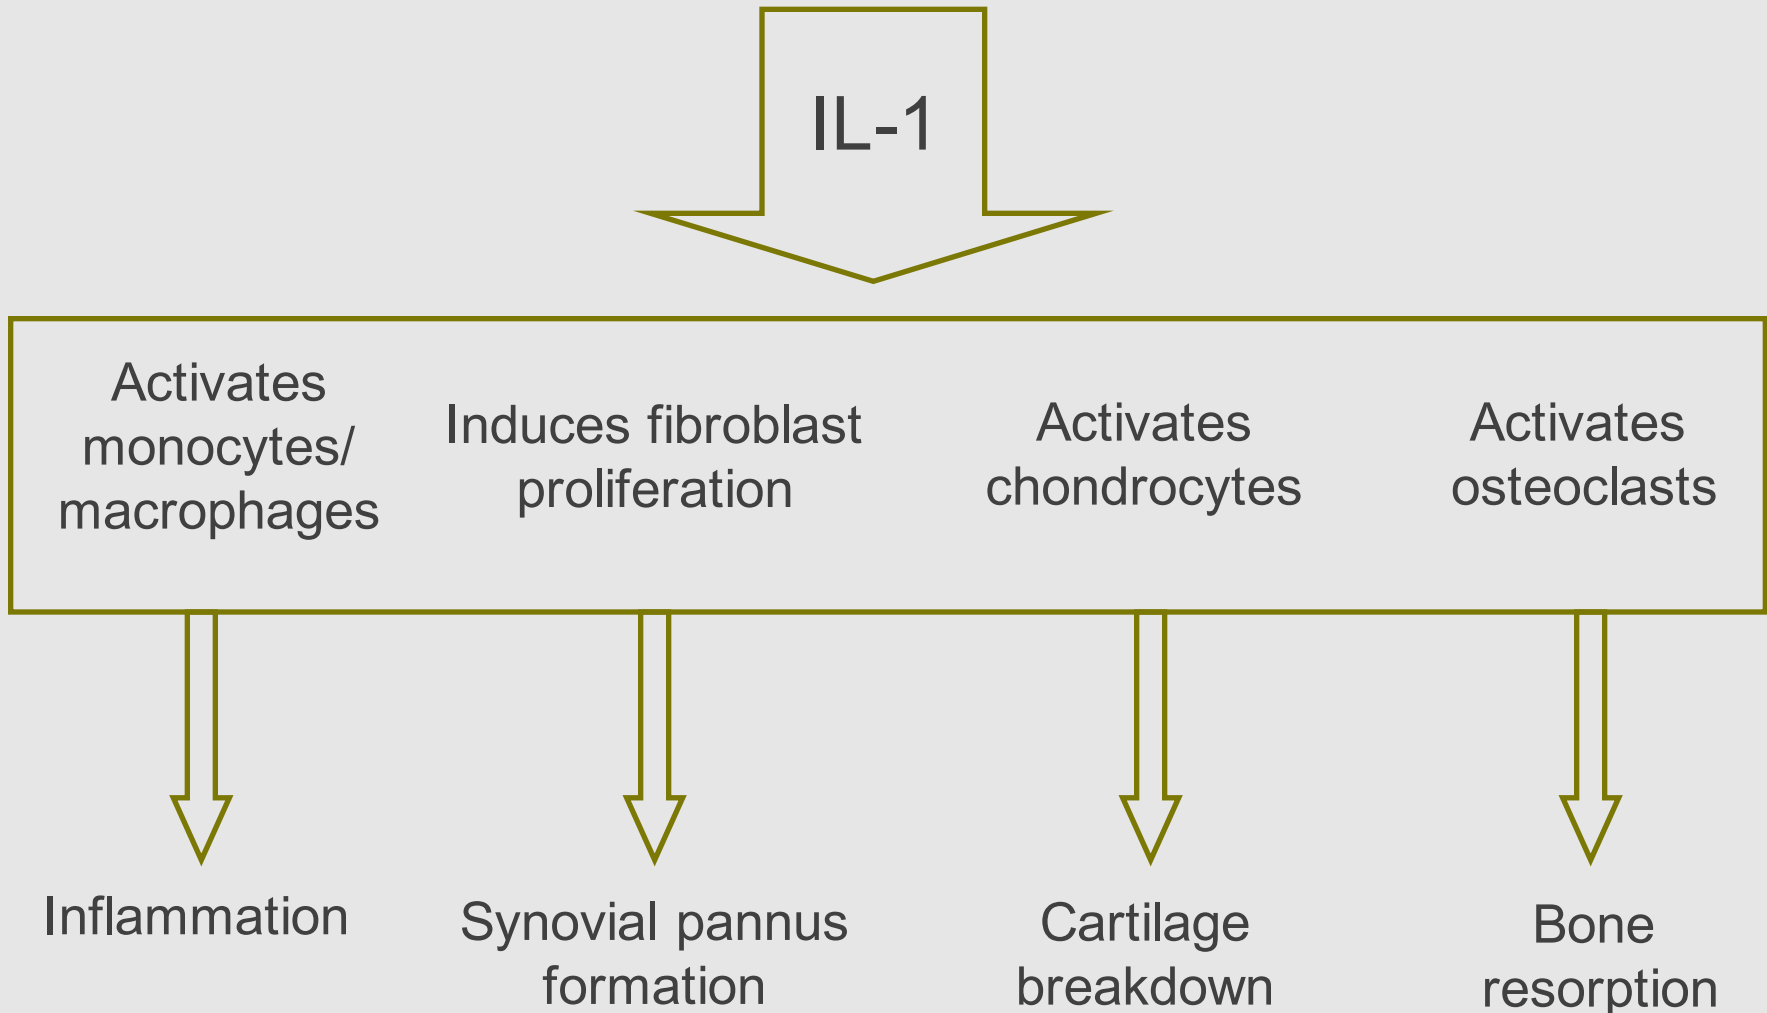 IL-1
Activates
monocytes/
macrophages
Induces fibroblast
proliferation
Activates
chondrocytes
Activates
osteoclasts
Inflammation
Synovial pannus
formation
Cartilage
breakdown
Bone
resorption